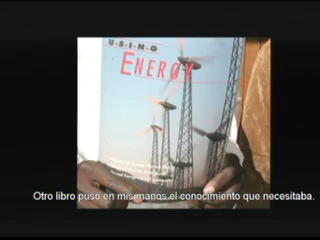 USING
ENERGY
Otro libro puso en mis manos el conocimiento que necesitaba.